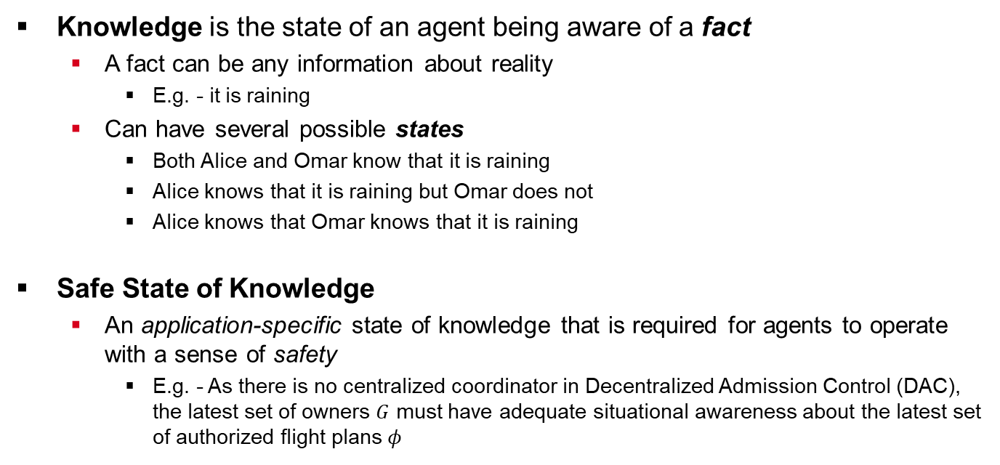 ▪ Knowledge is the state of an agent being aware of a fact
▪ A fact can be any information about reality
▪ E.g. - it is raining
▪ Can have several possible states
▪ Both Alice and Omar know that it is raining
▪ Alice knows that it is raining but Omar does not
▪ Alice knows that Omar knows that it is raining
▪ Safe State of Knowledge
▪ An application-specific state of knowledge that is required for agents to operate
with a sense of safety
▪ E.g. - As there is no centralized coordinator in Decentralized Admission Control (DAC),
the latest set of owners G must have adequate situational awareness about the latest set
of authorized flight plans ϕ